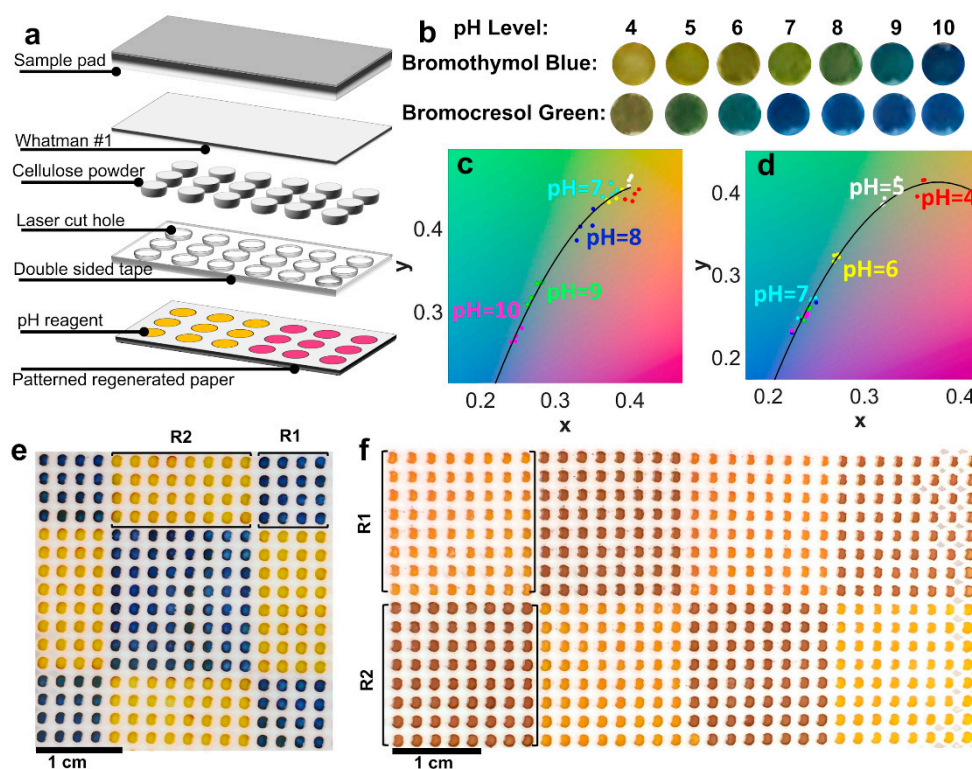 a
Sample pad
Whatman #1
Cellulose powder
Laser cut hole
Double sided tape
pH reagent
Patterned regenerated paper
b
pH Level: 4 5 6 7 8 9 10
Bromothymol Blue:
Bromocresol Green:
c
pH=7
pH=8
pH=9
pH=10
0.4
0.3
y
0.2 0.3 0.4
x
d
pH=5
pH=4
pH=6
pH=7
0.4
0.3
0.2
y
0.2 0.3 0.4
x
e
R2 R1
1 cm
f
R1
R2
1 cm